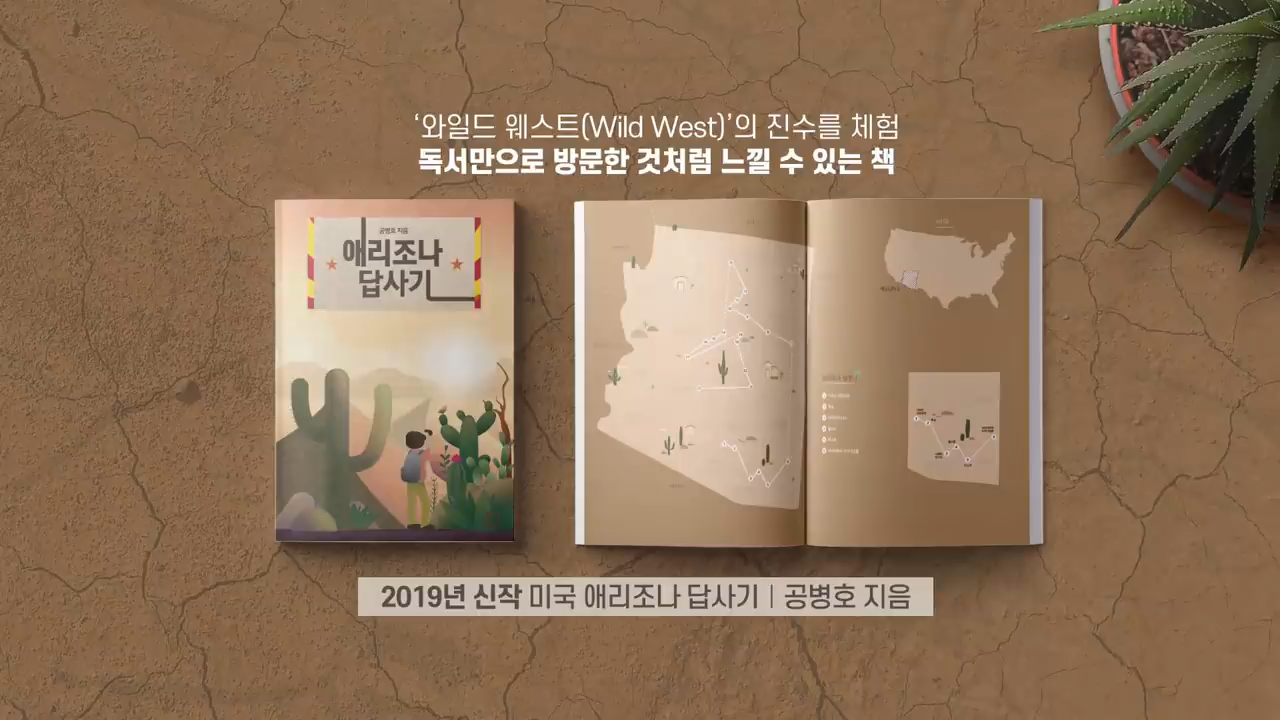 ‘와일드 웨스트(Wild West)’의 진수를 체험
독서만으로 방문한 것처럼 느낄 수 있는 책
공병호 지음
애리조나
답사기
2019년 신작 미국 애리조나 답사기 | 공병호 지음